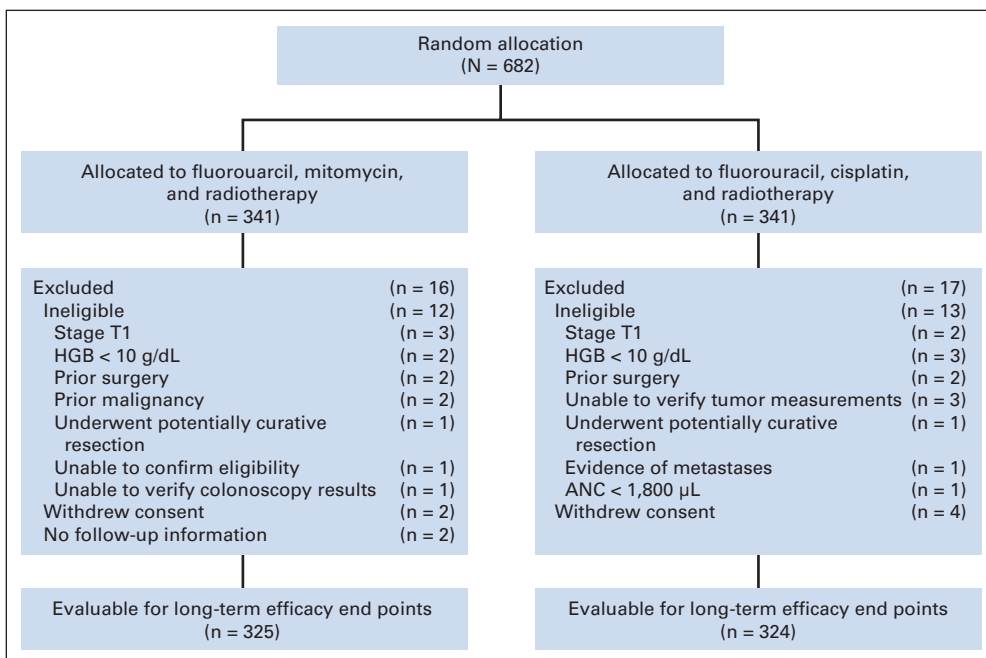 Random allocation
(N = 682)
Allocated to fluorouarcil, mitomycin,
and radiotherapy
(n = 341)
Allocated to fluorouracil, cisplatin,
and radiotherapy
(n = 341)
Excluded (n = 16)
Ineligible (n = 12)
Stage T1 (n = 3)
HGB < 10 g/dL (n = 2)
Prior surgery (n = 2)
Prior malignancy (n = 2)
Underwent potentially curative (n = 1)
resection
Unable to confirm eligibility (n = 1)
Unable to verify colonoscopy results (n = 1)
Withdrew consent (n = 2)
No follow-up information (n = 2)
Excluded (n = 17)
Ineligible (n = 13)
Stage T1 (n = 2)
HGB < 10 g/dL (n = 3)
Prior surgery (n = 2)
Unable to verify tumor measurements (n = 3)
Underwent potentially curative (n = 1)
resection
Evidence of metastases (n = 1)
ANC < 1,800 µL (n = 1)
Withdrew consent (n = 4)
Evaluable for long-term efficacy end points
(n = 325)
Evaluable for long-term efficacy end points
(n = 324)